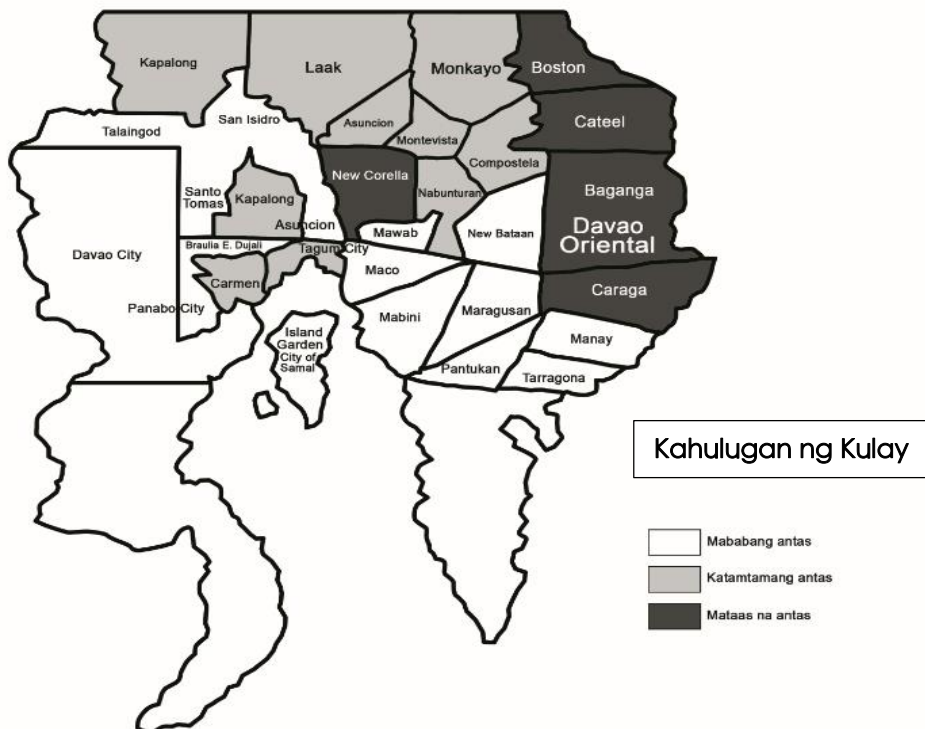 Kapalong
Laak
Monkayo
Boston
Talaingod
San Isidro
Asuncion
Montevista
Cateel
Compostela
New Corella
Nabunturan
Baganga
Santo
Tomas
Kapalong
Davao
Oriental
Asuncion
Mawab
New Bataan
Davao City
Braulia E. Dujali
Tagum City
Carmen
Maco
Caraga
Panabo City
Mabini
Maragusan
Island
Garden
City of
Samal
Manay
Pantukan
Tarragona
Kahulugan ng Kulay
Mababang antas
Katamtamang antas
Mataas na antas